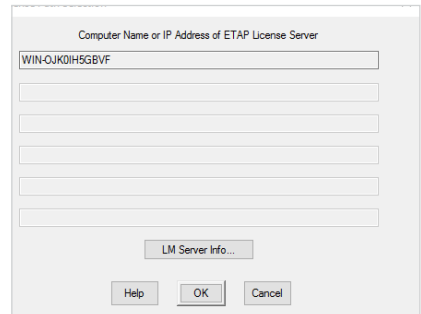 Computer Name or IP Address of ETAP License Server
WIN-OJK0IH5GBVF
LM Server Info...
Help OK Cancel